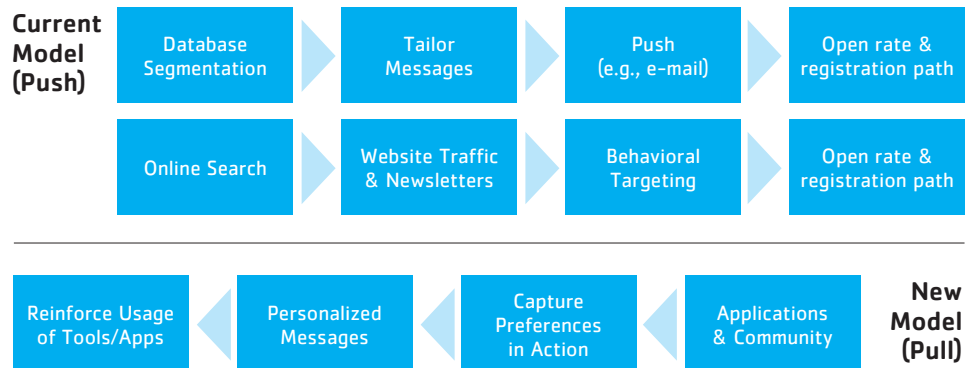 Current
Model
(Push)
Database
Segmentation
Tailor
Messages
Push
(e.g., e-mail)
Open rate &
registration path
Online Search
Website Traffic
& Newsletters
Behavioral
Targeting
Open rate &
registration path
Reinforce Usage
of Tools/Apps
Personalized
Messages
Capture
Preferences
in Action
Applications
& Community
New
Model
(Pull)